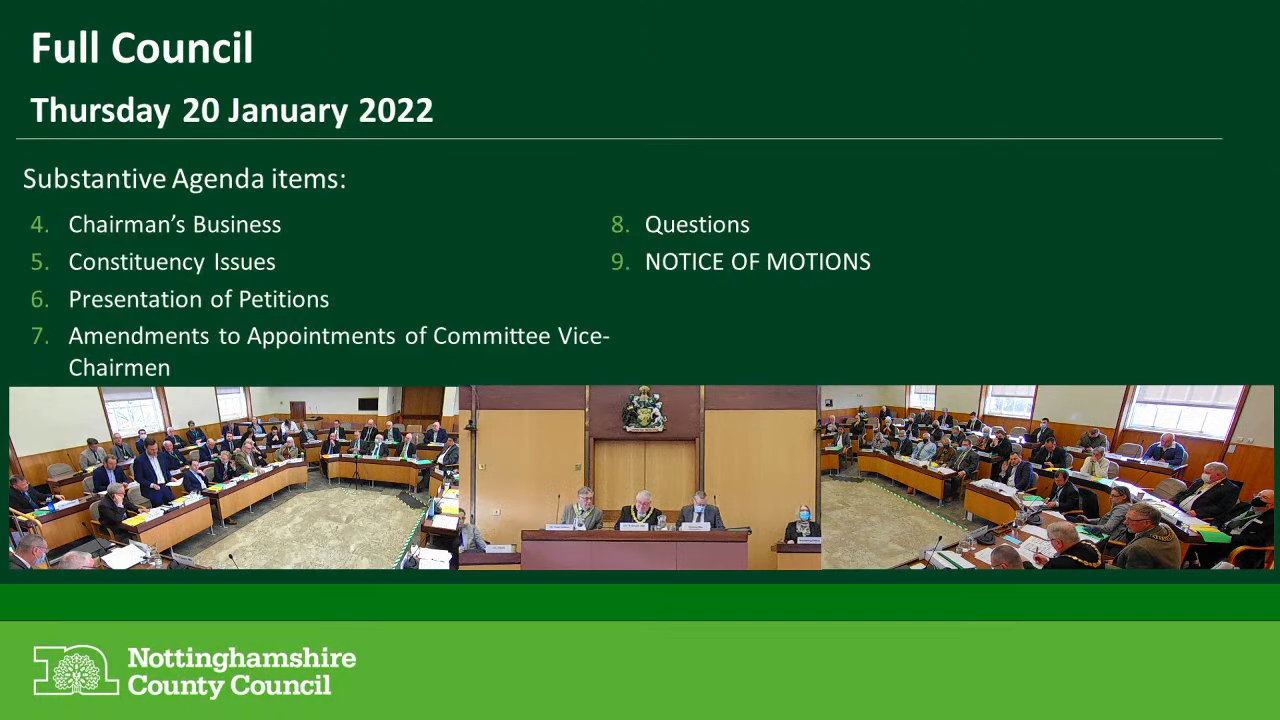 Full Council
Thursday 20 January 2022
Substantive Agenda items:
4. Chairman’s Business
5. Constituency Issues
6. Presentation of Petitions
7. Amendments to Appointments of Committee Vice-
Chairmen
8. Questions
9. NOTICE OF MOTIONS
Nottinghamshire
County Council